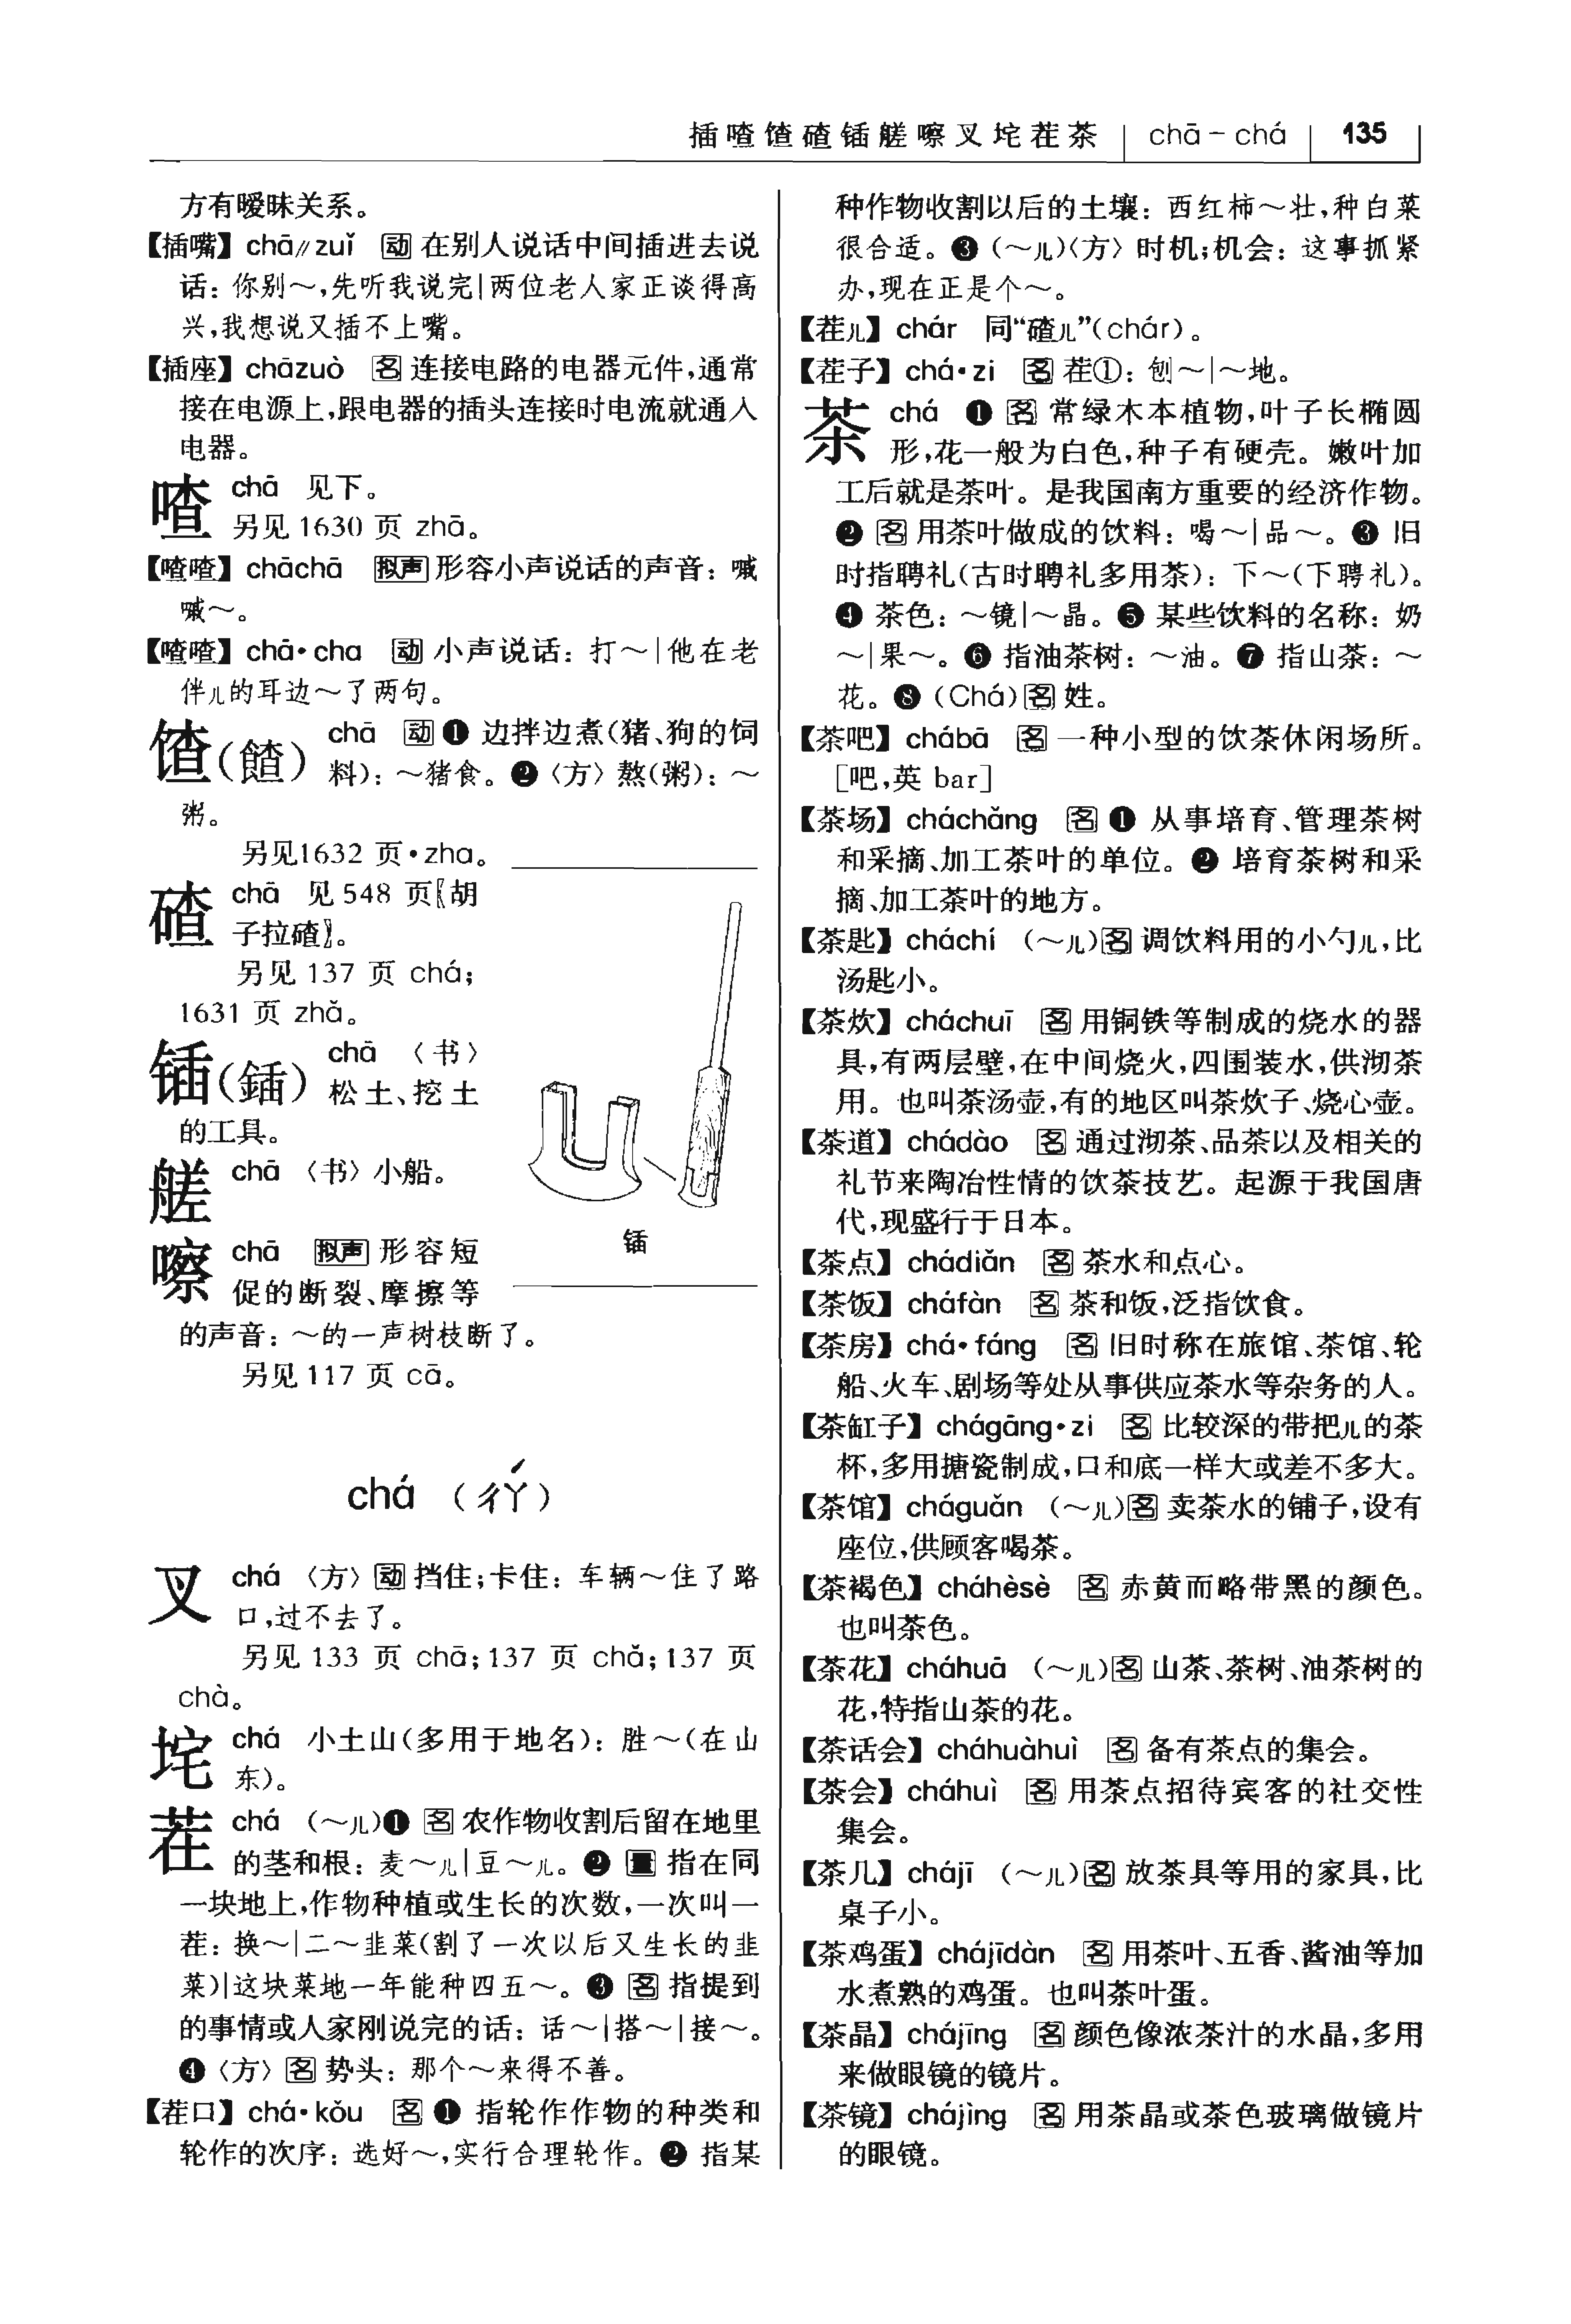 插喳馇碴锸艖嚓叉垞茬茶 chā－chá 135
方有暧昧关系。
【插嘴】chā∥zuǐ 动 在别人说话中间插进去说
话：你别～,先听我说完|两位老人家正谈得高
兴,我想说又插不上嘴。
【插座】chāzuò 名 连接电路的电器元件,通常
接在电源上,跟电器的插头连接时电流就通入
电器。
喳 chā 见下。
另见 1630 页 zhā。
【喳喳】chāchā 拟声 形容小声说话的声音：喊
喊～。
【喳喳】chā·cha 动 小声说话：打～|他在老
伴儿的耳边～了两句。
馇(餷) chā 动 ❶ 边拌边煮(猪、狗的饲
料)：～猪食。❷〈方〉熬(粥)：～
粥。
另见1632 页·zha。
碴 chā 见 548 页〖胡
子拉碴〗。
另见 137 页 chá；
1631 页 zhǎ。
锸(鍤) chā 〈书〉
松土、挖土
的工具。
艖 chā 〈书〉小船。
嚓 chā 拟声 形容短
促的断裂、摩擦等
的声音：～的一声树枝断了。
另见 117 页 cā。
锸
chá （ㄔㄚˊ）
叉 chá 〈方〉动 挡住;卡住：车辆～住了路
口,过不去了。
另见 133 页 chā；137 页 chǎ；137 页
chà。
垞 chá 小土山(多用于地名)：胜～(在山
东)。
茬 chá (～儿)❶ 名 农作物收割后留在地里
的茎和根：麦～儿|豆～儿。❷ 量 指在同
一块地上,作物种植或生长的次数,一次叫一
茬：换～|二～韭菜(割了一次以后又生长的韭
菜)|这块菜地一年能种四五～。❸ 名 指提到
的事情或人家刚说完的话：话～|搭～|接～。
❹〈方〉名 势头：那个～来得不善。
【茬口】chá·kǒu 名 ❶ 指轮作作物的种类和
轮作的次序：选好～,实行合理轮作。❷ 指某
种作物收割以后的土壤：西红柿～壮,种白菜
很合适。❸ (～儿)〈方〉时机;机会：这事抓紧
办,现在正是个～。
【茬儿】chár 同“碴儿”(chár)。
【茬子】chá·zi 名 茬①：刨～|～地。
茶 chá ❶ 名 常绿木本植物,叶子长椭圆
形,花一般为白色,种子有硬壳。嫩叶加
工后就是茶叶。是我国南方重要的经济作物。
❷ 名 用茶叶做成的饮料：喝～|品～。❸ 旧
时指聘礼(古时聘礼多用茶)：下～(下聘礼)。
❹ 茶色：～镜|～晶。❺ 某些饮料的名称：奶
～|果～。❻ 指油茶树：～油。❼ 指山茶：～
花。❽ (Chá)名 姓。
【茶吧】chábā 名 一种小型的饮茶休闲场所。
[吧,英 bar]
【茶场】cháchǎng 名 ❶ 从事培育、管理茶树
和采摘、加工茶叶的单位。❷ 培育茶树和采
摘、加工茶叶的地方。
【茶匙】cháchí (～儿)名 调饮料用的小勺儿,比
汤匙小。
【茶炊】cháchuī 名 用铜铁等制成的烧水的器
具,有两层壁,在中间烧火,四围装水,供沏茶
用。也叫茶汤壶,有的地区叫茶炊子、烧心壶。
【茶道】chádào 名 通过沏茶、品茶以及相关的
礼节来陶冶性情的饮茶技艺。起源于我国唐
代,现盛行于日本。
【茶点】chádiǎn 名 茶水和点心。
【茶饭】cháfàn 名 茶和饭,泛指饮食。
【茶房】chá·fáng 名 旧时称在旅馆、茶馆、轮
船、火车、剧场等处从事供应茶水等杂务的人。
【茶缸子】chágāng·zi 名 比较深的带把儿的茶
杯,多用搪瓷制成,口和底一样大或差不多大。
【茶馆】cháguǎn (～儿)名 卖茶水的铺子,设有
座位,供顾客喝茶。
【茶褐色】cháhèsè 名 赤黄而略带黑的颜色。
也叫茶色。
【茶花】cháhuā (～儿)名 山茶、茶树、油茶树的
花,特指山茶的花。
【茶话会】cháhuàhuì 名 备有茶点的集会。
【茶会】cháhuì 名 用茶点招待宾客的社交性
集会。
【茶几】chájī (～儿)名 放茶具等用的家具,比
桌子小。
【茶鸡蛋】chájīdàn 名 用茶叶、五香、酱油等加
水煮熟的鸡蛋。也叫茶叶蛋。
【茶晶】chájīng 名 颜色像浓茶汁的水晶,多用
来做眼镜的镜片。
【茶镜】chájìng 名 用茶晶或茶色玻璃做镜片
的眼镜。